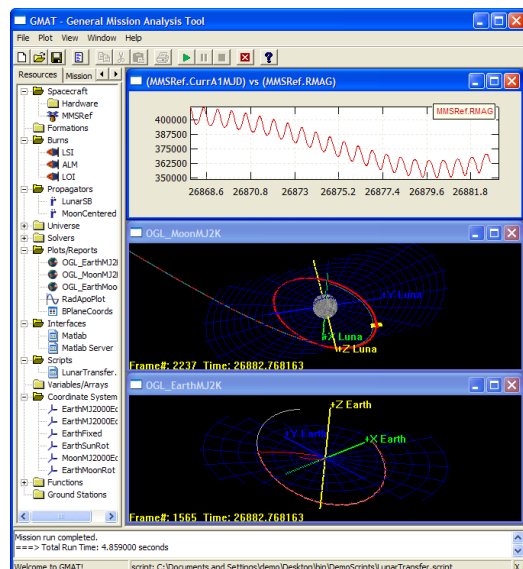 GMAT - General Mission Analysis Tool
File Plot View Window Help
Resources Mission
Spacecraft
Hardware
MMSRef
Formations
Burns
LSI
ALM
LOI
Propagators
LunarSB
MoonCentered
Universe
Solvers
Plots/Reports
OGL_EarthMJ2
OGL_MoonMJ2
OGL_EarthMoo
RadApoPlot
BPlaneCoords
Interfaces
Matlab
Matlab Server
Scripts
LunarTransfer.
Variables/Arrays
Coordinate System
EarthMJ2000Ec
EarthMJ2000Ec
EarthFixed
EarthSunRot
MoonMJ2000Ec
EarthMoonRot
Functions
Ground Stations
(MMSRef.CurrA1MJD) vs (MMSRef.RMAG)
MMSRef.RMAG
400000
387500
375000
362500
350000
26868.6 26870.8 26873 26875.2 26877.4 26879.6 26881.8
OGL_MoonMJ2K
+Y Luna
+X Luna
+Z Luna
Frame#: 2237 Time: 26882.768163
OGL_EarthMJ2K
+Z Earth
+Y Earth
+X Earth
Frame#: 1565 Time: 26882.768163
Mission run completed.
===> Total Run Time: 4.859000 seconds
Welcome to GMAT! script: C:\Documents and Settings\demo\Desktop\bin\DemoScripts\LunarTransfer.script